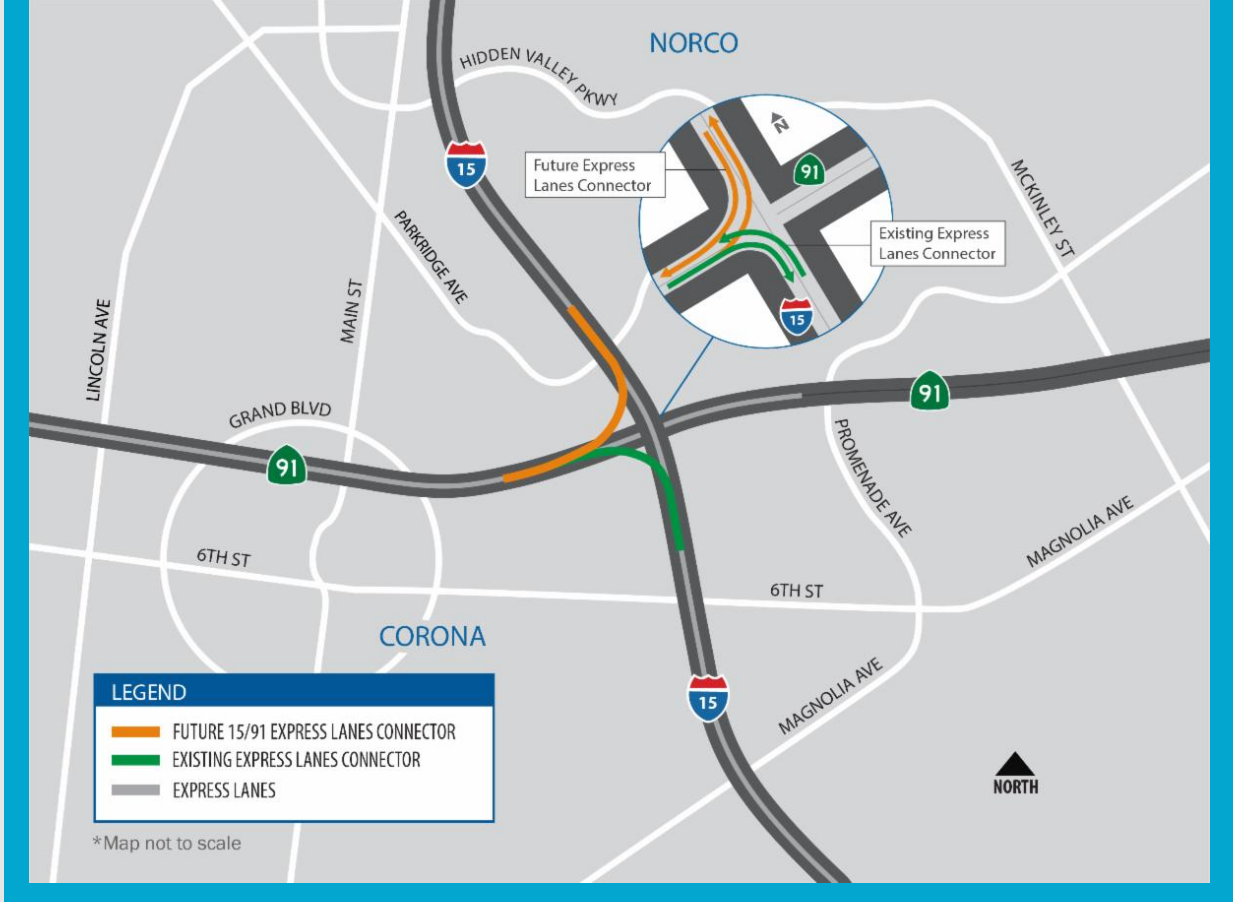 NORCO
HIDDEN VALLEY PKWY
15
N
Future Express
Lanes Connector
91
MCKINLEY ST
Existing Express
Lanes Connector
15
PARKRIDGE AVE
MAIN ST
LINCOLN AVE
GRAND BLVD
91
91
PROMENADE AVE
MAGNOLIA AVE
6TH ST
6TH ST
CORONA
MAGNOLIA AVE
15
LEGEND
FUTURE 15/91 EXPRESS LANES CONNECTOR
EXISTING EXPRESS LANES CONNECTOR
EXPRESS LANES
NORTH
*Map not to scale